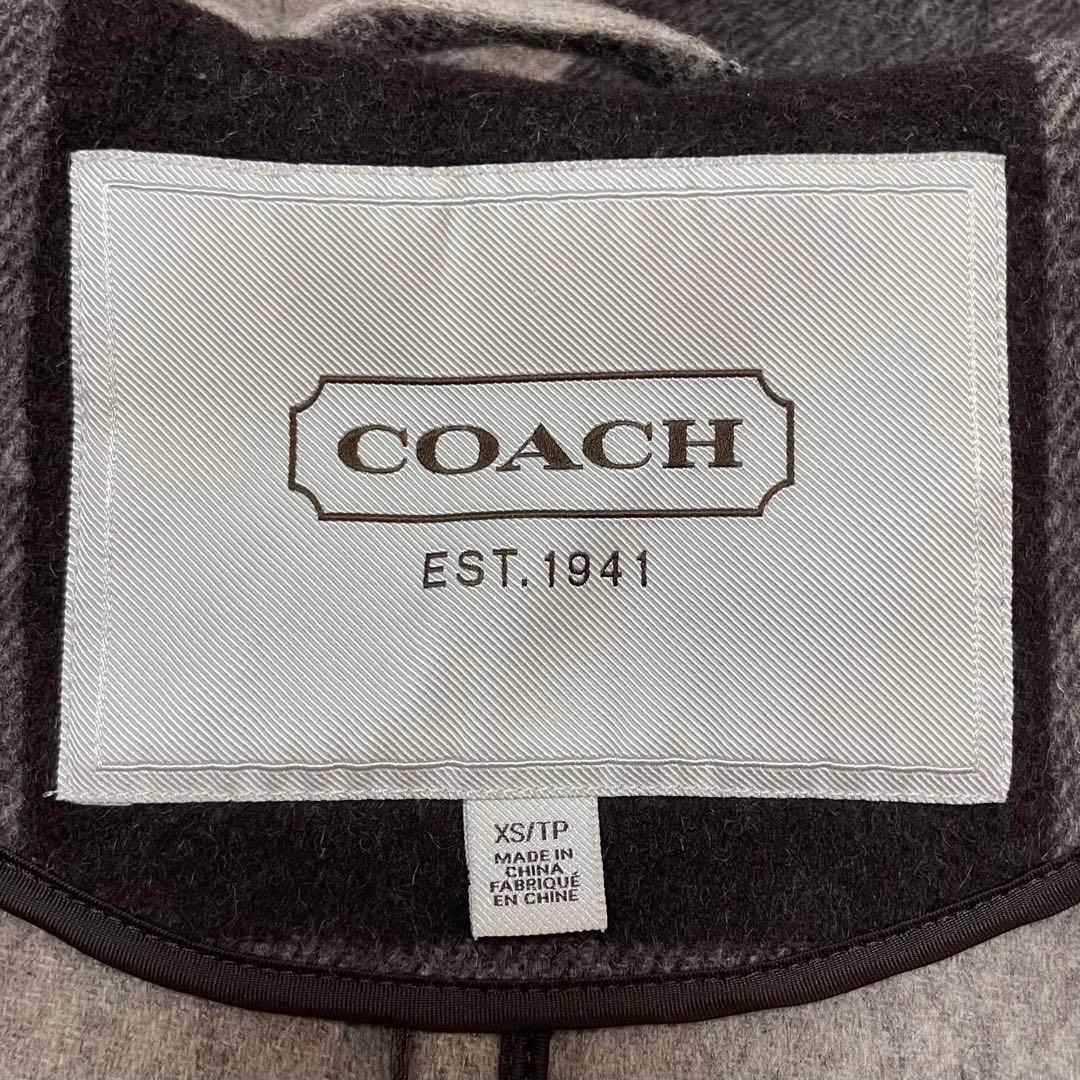 COACH
EST. 1941
XS/TP
MADE IN
CHINA
FABRIQUÉ
EN CHINE